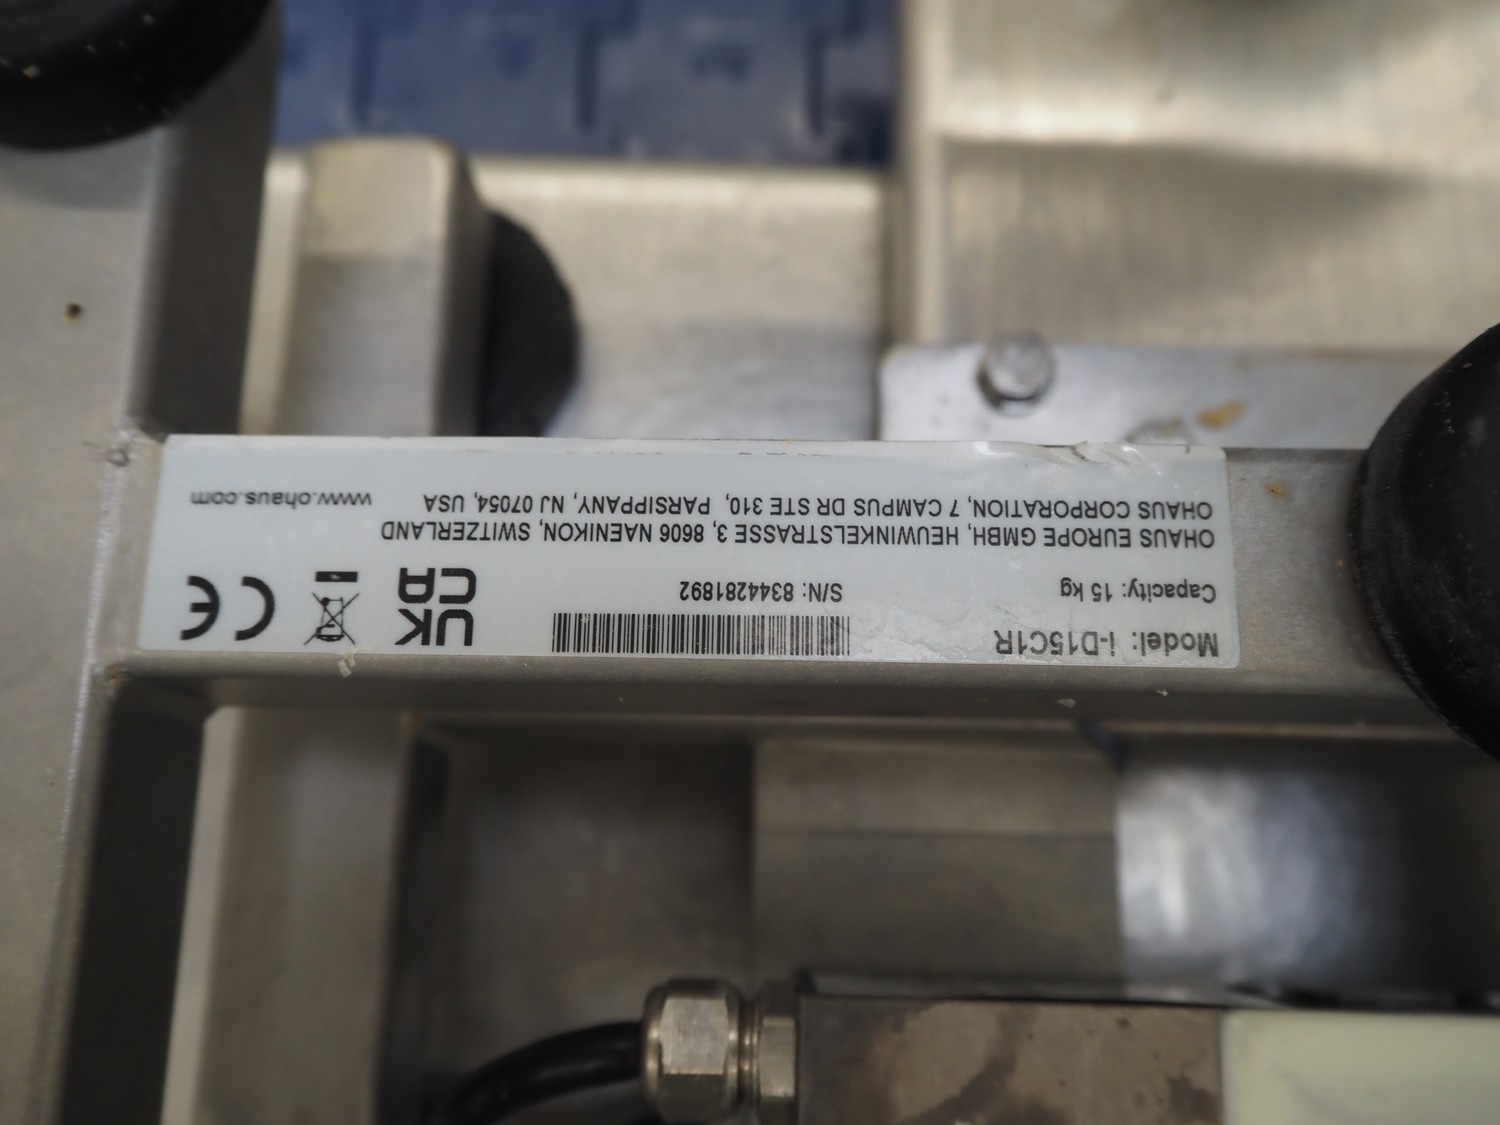 Model: i-D15C1R
Capacity: 15 kg
S/N: 8344281892
UK
CA
CE
OHAUS EUROPE GMBH, HEUWINKELSTRASSE 3, 8606 NAENIKON, SWITZERLAND
OHAUS CORPORATION, 7 CAMPUS DR STE 310, PARSIPPANY, NJ 07054, USA
www.ohaus.com